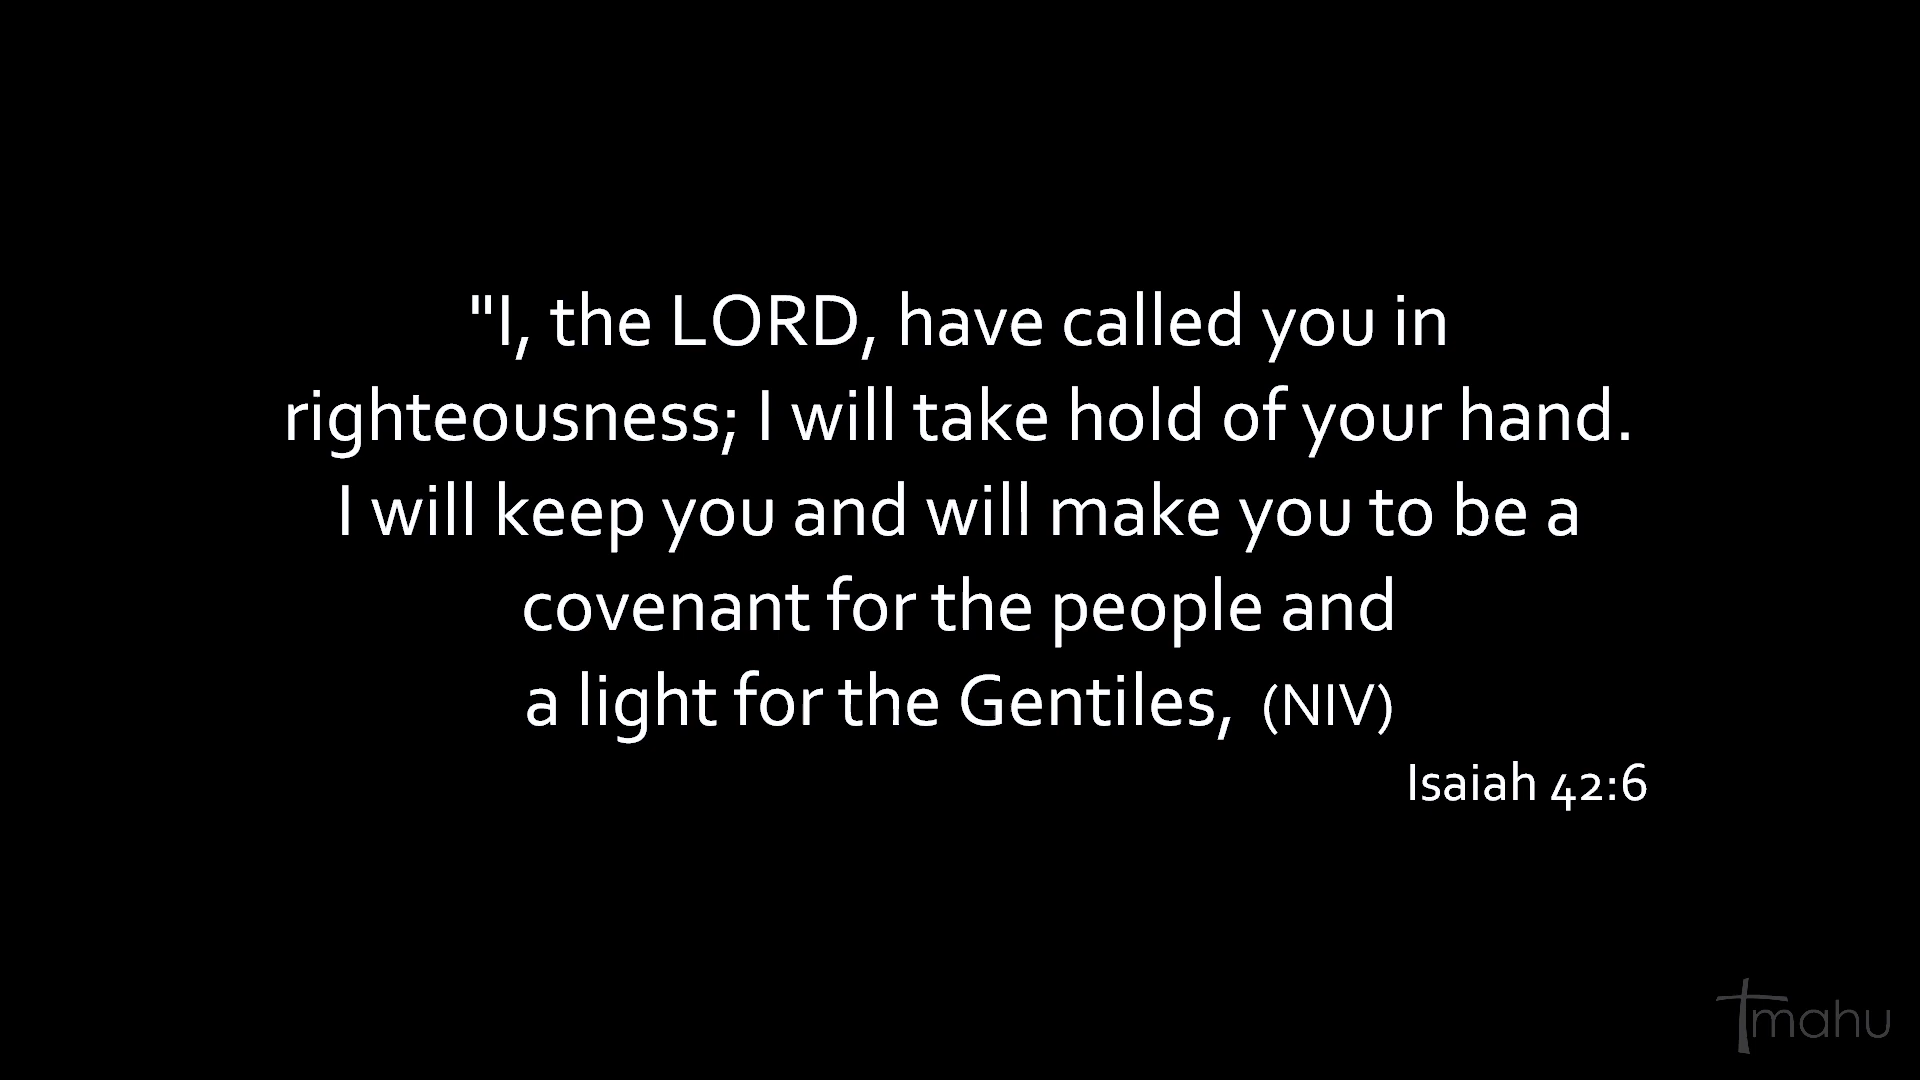 "I, the LORD, have called you in
righteousness; I will take hold of your hand.
I will keep you and will make you to be a
covenant for the people and
a light for the Gentiles, (NIV)
Isaiah 42:6
mahu